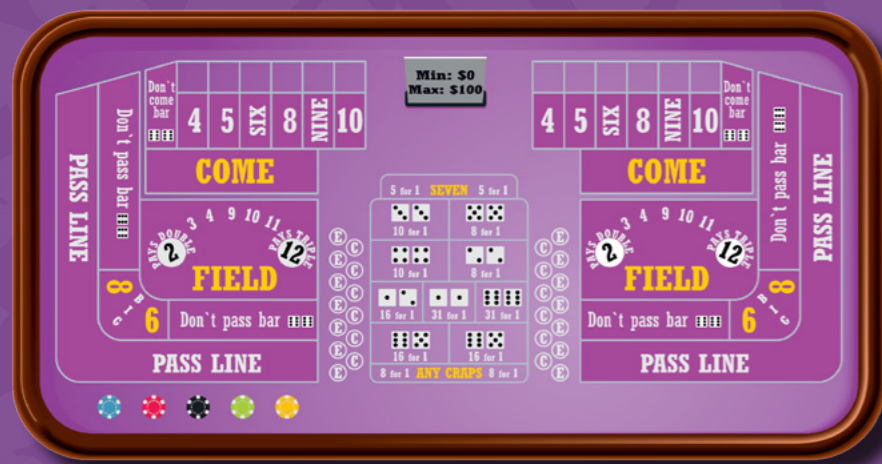 Min: $0
Max: $100
Don`t come bar
4 5 SIX 8 NINE 10
COME
PASS LINE
Don`t pass bar
3 4 9 10 11
PAYS DOUBLE
2
PAYS TRIPLE
12
FIELD
8
BIG
6
Don`t pass bar
PASS LINE
E
C
E
C
E
C
E
C
E
C
E
C
E
5 for 1 SEVEN 5 for 1
10 for 1 8 for 1
10 for 1 8 for 1
16 for 1 31 for 1 31 for 1
16 for 1 16 for 1
8 for 1 ANY CRAPS 8 for 1
E
C
E
C
E
C
E
C
E
C
E
C
E
4 5 SIX 8 NINE 10
Don`t come bar
COME
Don`t pass bar
PASS LINE
3 4 9 10 11
PAYS DOUBLE
2
PAYS TRIPLE
12
FIELD
8
BIG
6
Don`t pass bar
PASS LINE